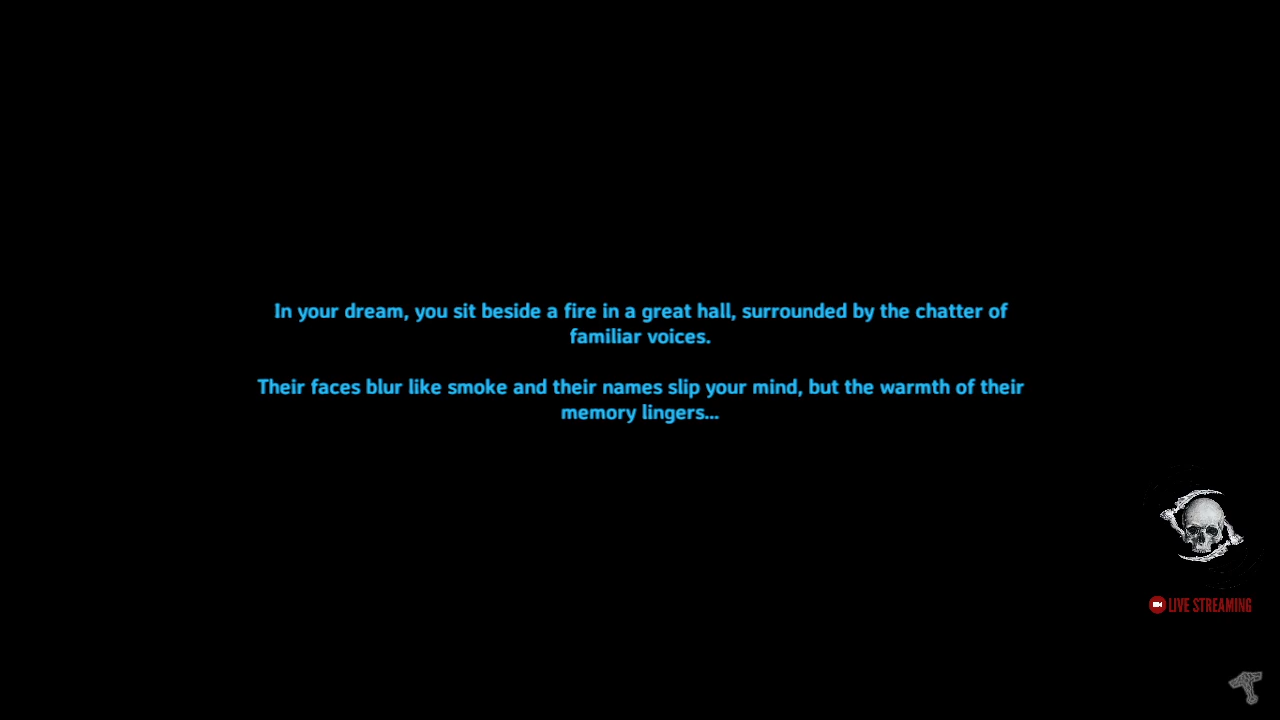 In your dream, you sit beside a fire in a great hall, surrounded by the chatter of
familiar voices.
Their faces blur like smoke and their names slip your mind, but the warmth of their
memory lingers...
LIVE STREAMING